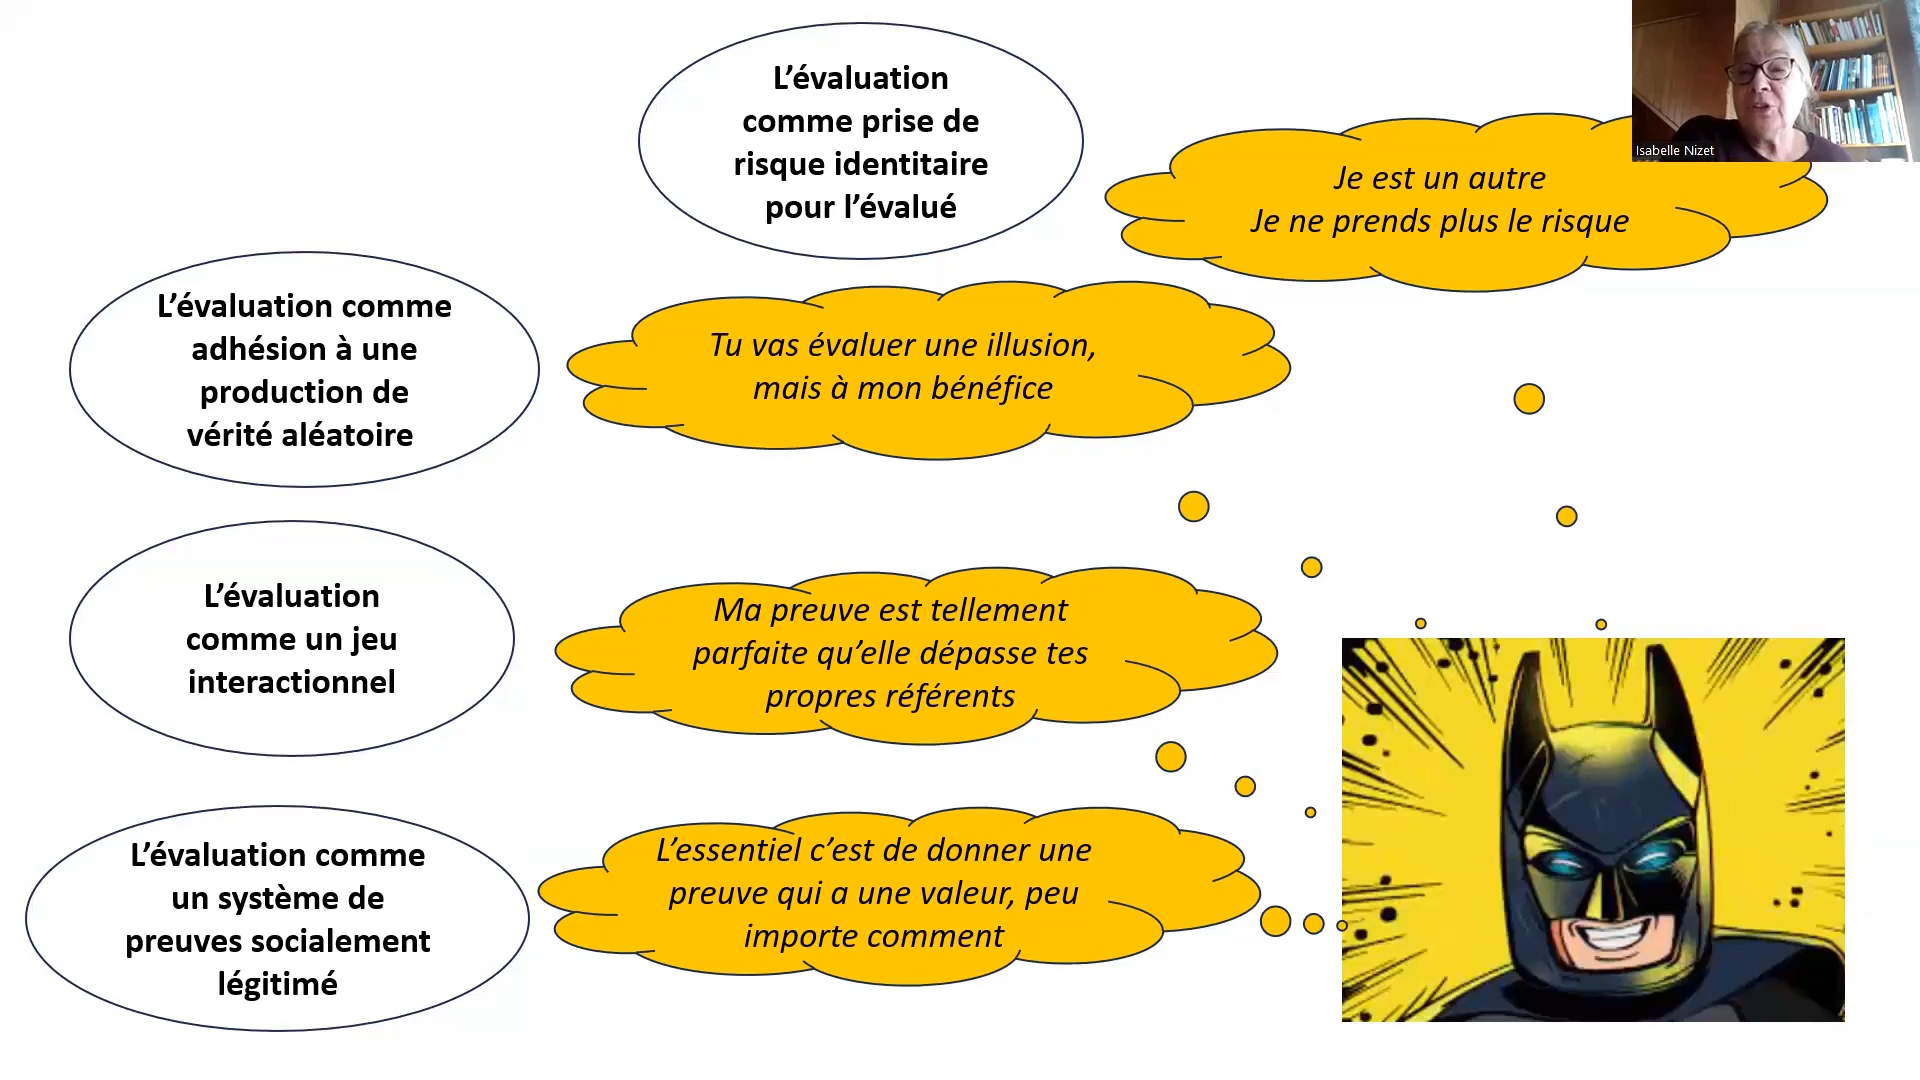 L’évaluation
comme prise de
risque identitaire
pour l’évalué
Isabelle Nizet
Je est un autre
Je ne prends plus le risque
L’évaluation comme
adhésion à une
production de
vérité aléatoire
Tu vas évaluer une illusion,
mais à mon bénéfice
L’évaluation
comme un jeu
interactionnel
Ma preuve est tellement
parfaite qu’elle dépasse tes
propres référents
L’évaluation comme
un système de
preuves socialement
légitimé
L’essentiel c’est de donner une
preuve qui a une valeur, peu
importe comment